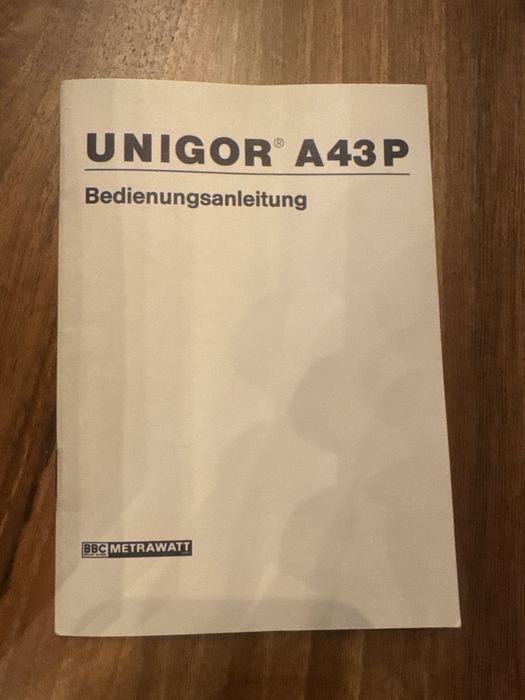 UNIGOR® A43P
Bedienungsanleitung
BBC METRAWATT